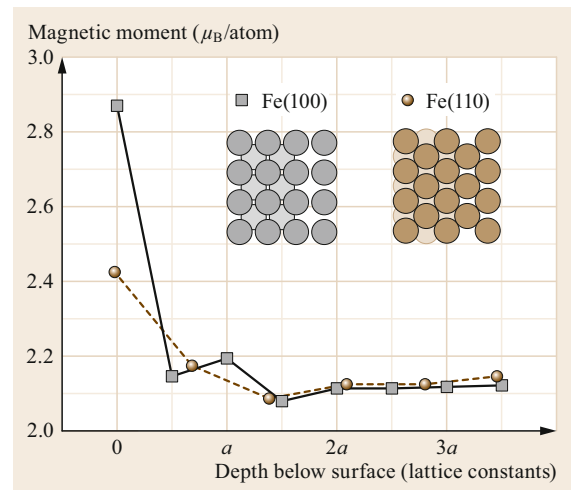 Magnetic moment (μB/atom)
3.0
Fe(100) Fe(110)
2.8
2.6
2.4
2.2
2.0
0 a 2a 3a
Depth below surface (lattice constants)